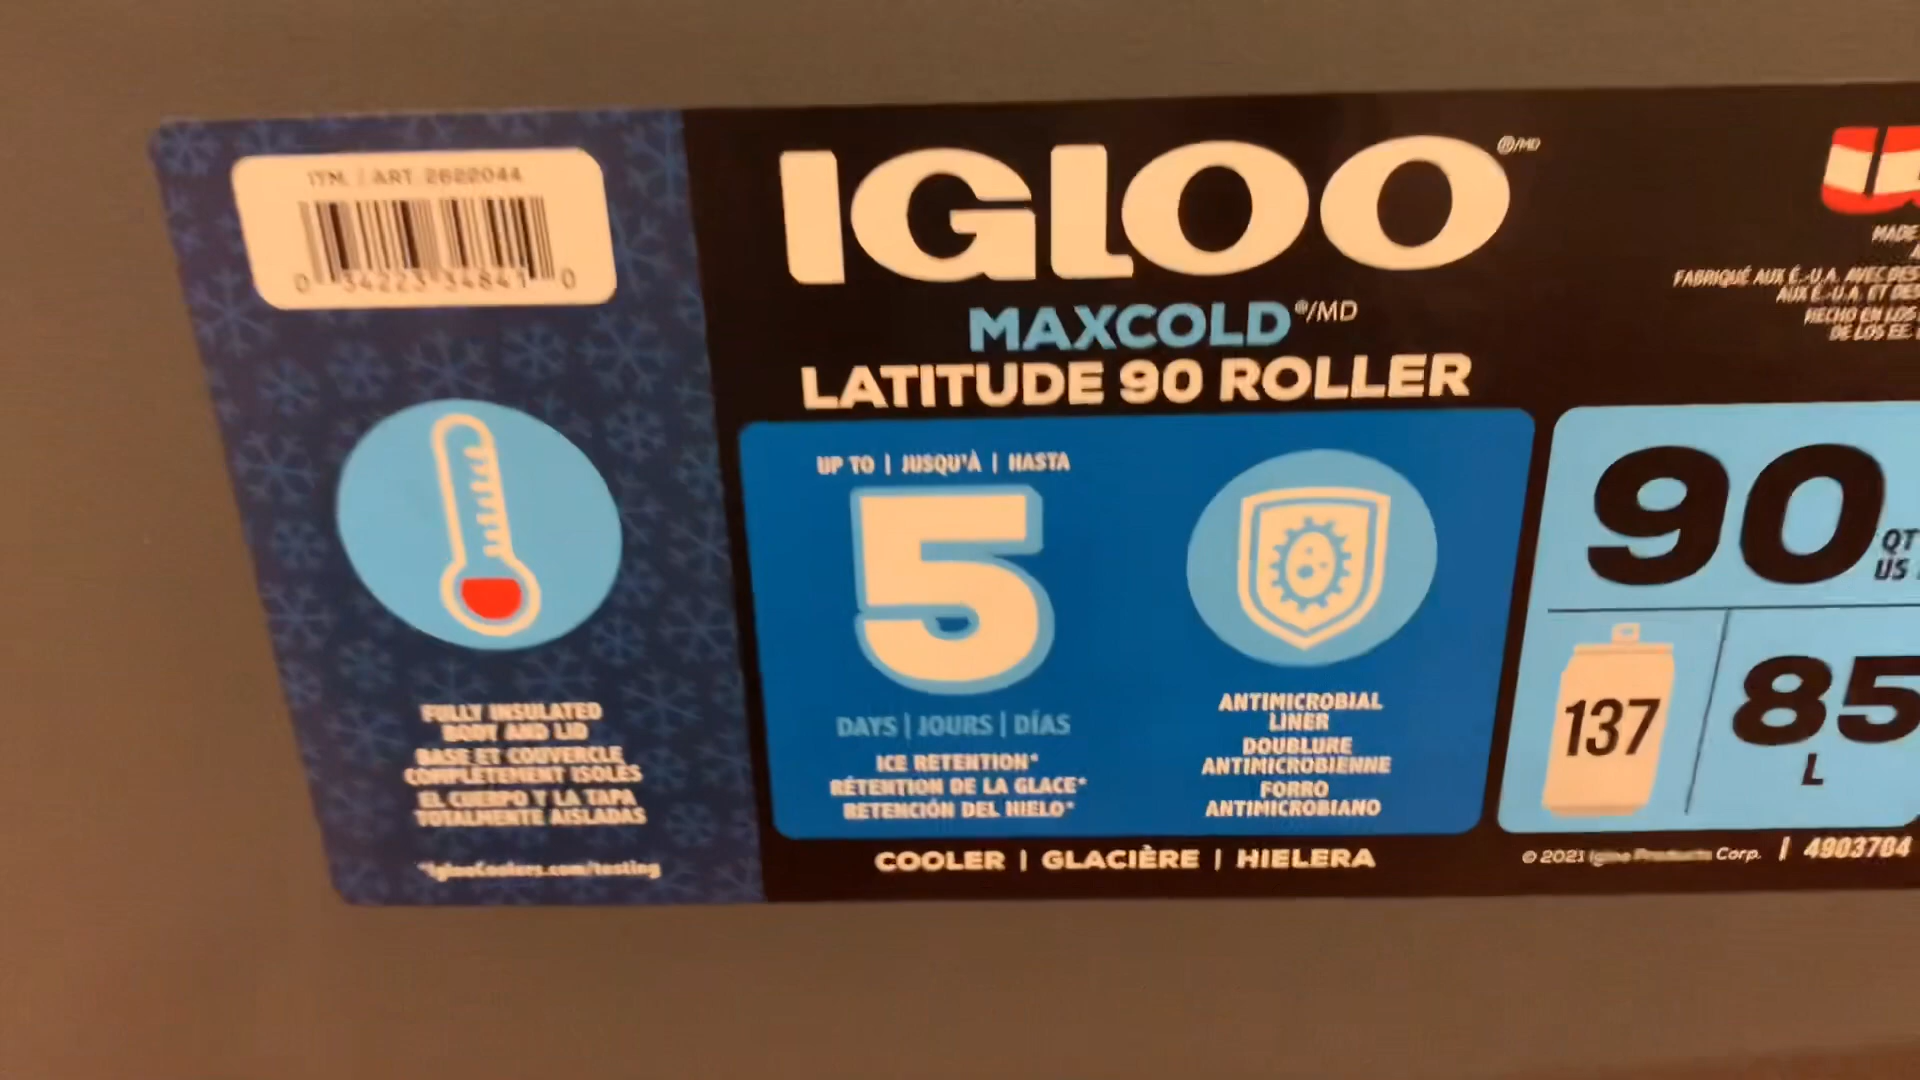 ITM. / ART. 2622044
0 34223 34841 0
FULLY INSULATED
BODY AND LID
BASE ET COUVERCLE
COMPLÈTEMENT ISOLÉS
EL CUERPO Y LA TAPA
TOTALMENTE AISLADAS
*IglooCoolers.com/testing
IGLOO®/MD
MAXCOLD®/MD
LATITUDE 90 ROLLER
UP TO | JUSQU'À | HASTA
5
DAYS | JOURS | DÍAS
ICE RETENTION*
RÉTENTION DE LA GLACE*
RETENCIÓN DEL HIELO*
ANTIMICROBIAL
LINER
DOUBLURE
ANTIMICROBIENNE
FORRO
ANTIMICROBIANO
COOLER | GLACIÈRE | HIELERA
MADE
FABRIQUÉ AUX É.-U.A. AVEC DES
AUX É.-U.A. ET DES
HECHO EN LOS
DE LOS EE.
90
QT
US
137
85
L
© 2021 Igloo Products Corp. | 4903704